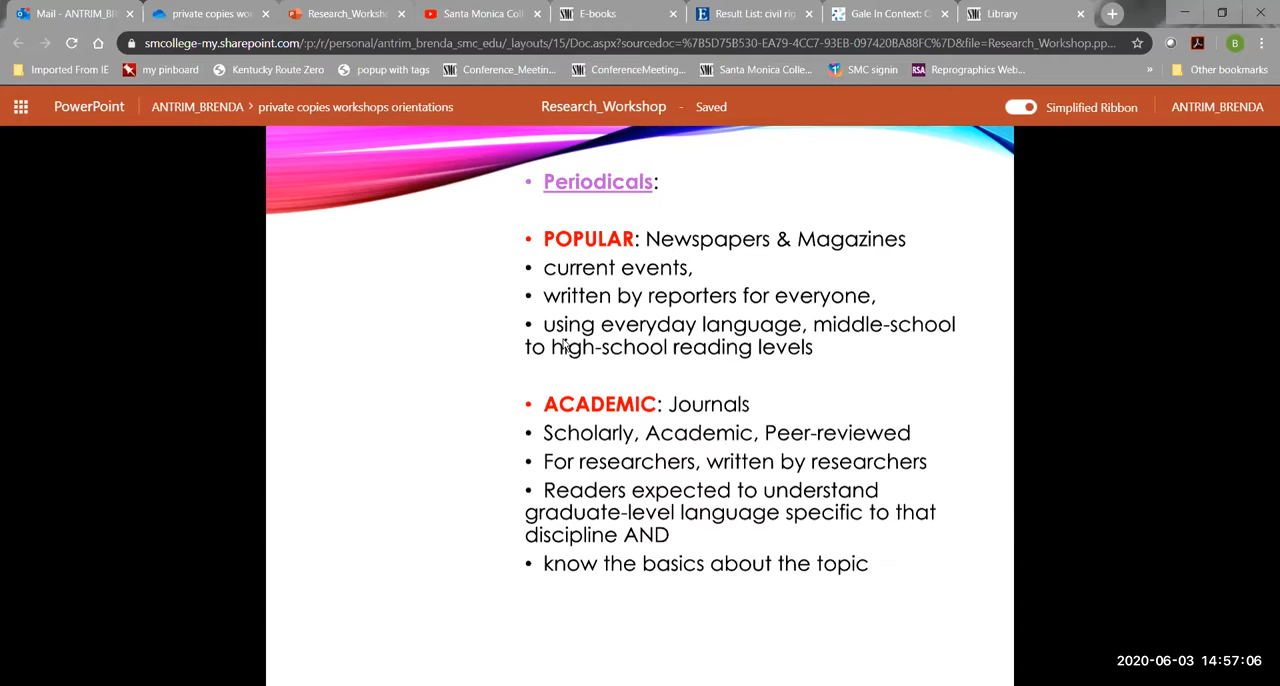 Mail - ANTRIM_BR
private copies wor
Research_Worksho
Santa Monica Coll
E-books
Result List: civil rig
Gale In Context: C
Library
smcollege-my.sharepoint.com/:p:/r/personal/antrim_brenda_smc_edu/_layouts/15/Doc.aspx?sourcedoc=%7B5D75B530-EA79-4CC7-93EB-097420BA88FC%7D&file=Research_Workshop.pp...
B
Imported From IE
my pinboard
Kentucky Route Zero
popup with tags
Conference_Meetin...
ConferenceMeeting...
Santa Monica Colle...
SMC signin
Reprographics Web...
»
Other bookmarks
PowerPoint
ANTRIM_BRENDA > private copies workshops orientations
Research_Workshop - Saved
Simplified Ribbon
ANTRIM_BRENDA
• Periodicals:
• POPULAR: Newspapers & Magazines
• current events,
• written by reporters for everyone,
• using everyday language, middle-school
to high-school reading levels
• ACADEMIC: Journals
• Scholarly, Academic, Peer-reviewed
• For researchers, written by researchers
• Readers expected to understand
graduate-level language specific to that
discipline AND
• know the basics about the topic
2020-06-03 14:57:06